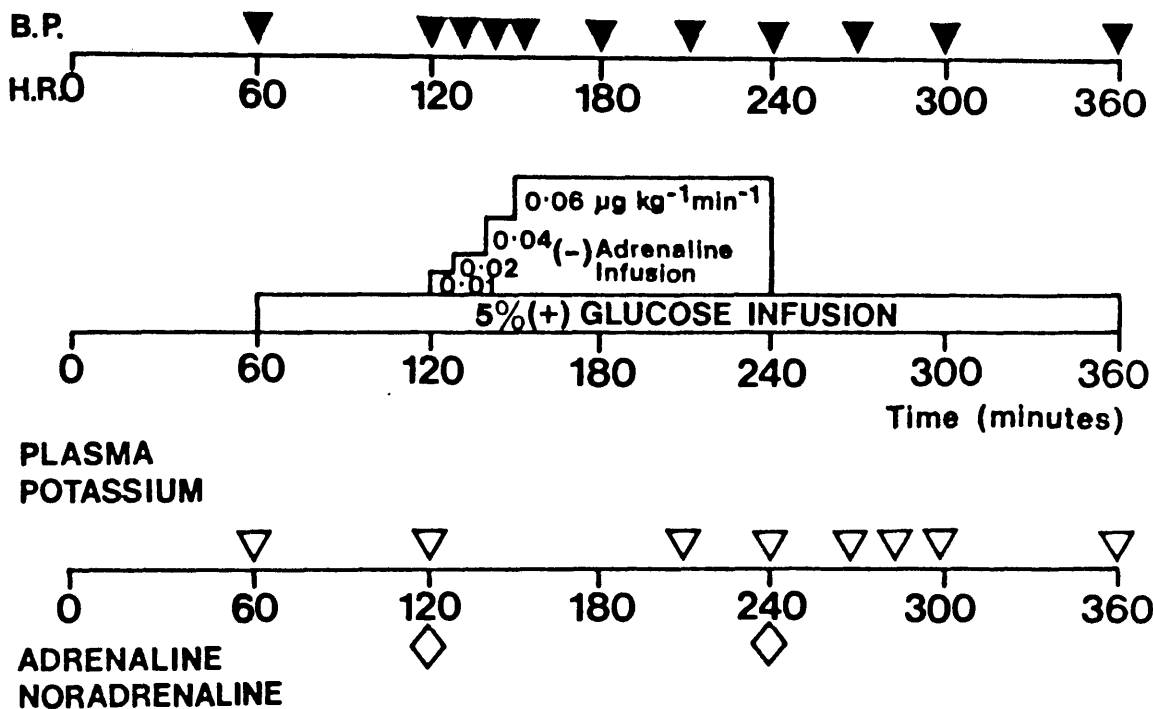 B.P.
H.R.
0 60 120 180 240 300 360
0·06 µg kg-1min-1
0·04 (-) Adrenaline
Infusion
0·02
0·01
5%(+) GLUCOSE INFUSION
0 60 120 180 240 300 360
Time (minutes)
PLASMA
POTASSIUM
0 60 120 180 240 300 360
ADRENALINE
NORADRENALINE